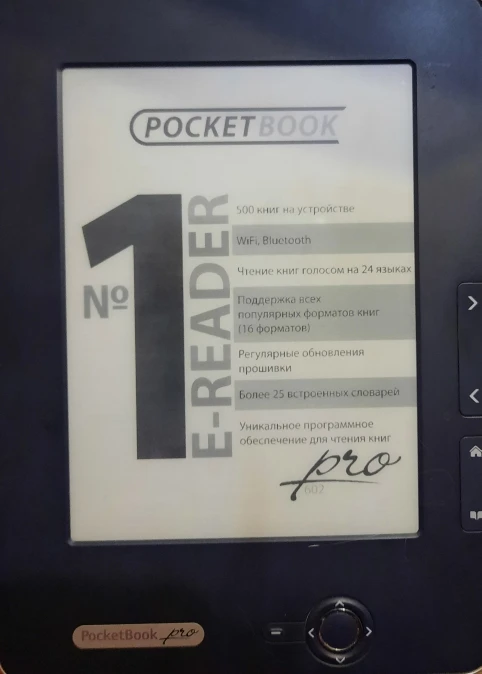 POCKETBOOK
№1
E-READER
500 книг на устройстве
WiFi, Bluetooth
Чтение книг голосом на 24 языках
Поддержка всех
популярных форматов книг
(16 форматов)
Регулярные обновления
прошивки
Более 25 встроенных словарей
Уникальное программное
обеспечение для чтения книг
pro
602
PocketBook pro